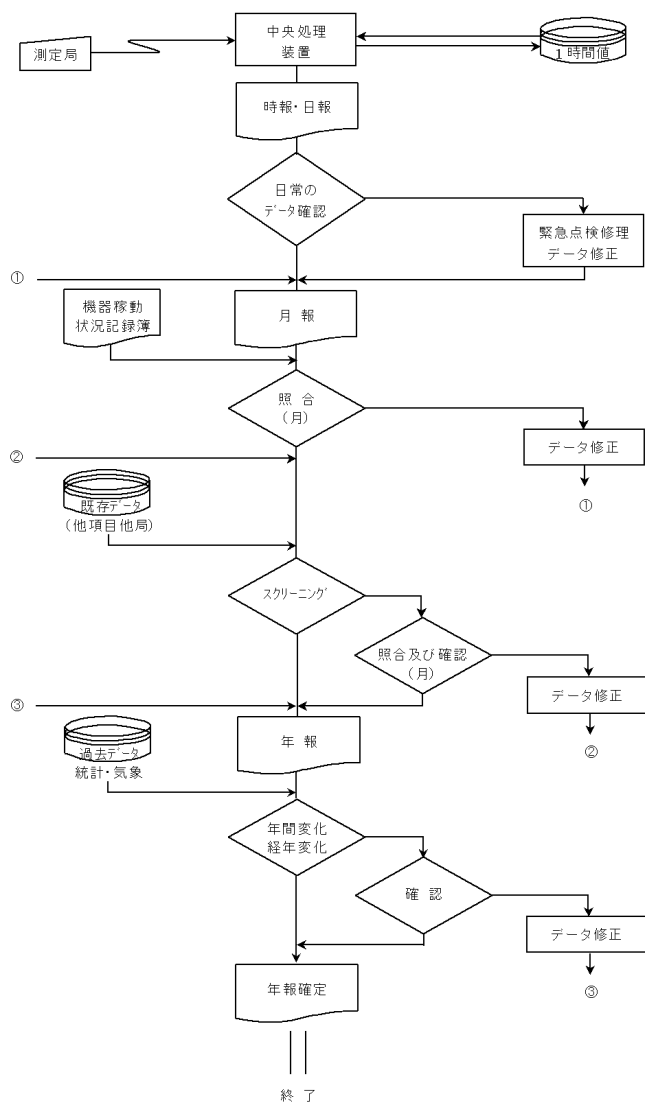 測定局
中央処理
装置
１時間値
時報・日報
日常の
データ確認
緊急点検修理
データ修正
①
機器稼動
状況記録簿
月 報
照 合
(月)
データ修正
①
②
既存データ
(他項目他局)
スクリーニング
照合及び確認
(月)
データ修正
②
③
過去データ
統計・気象
年 報
年間変化
経年変化
確 認
データ修正
③
年報確定
終 了